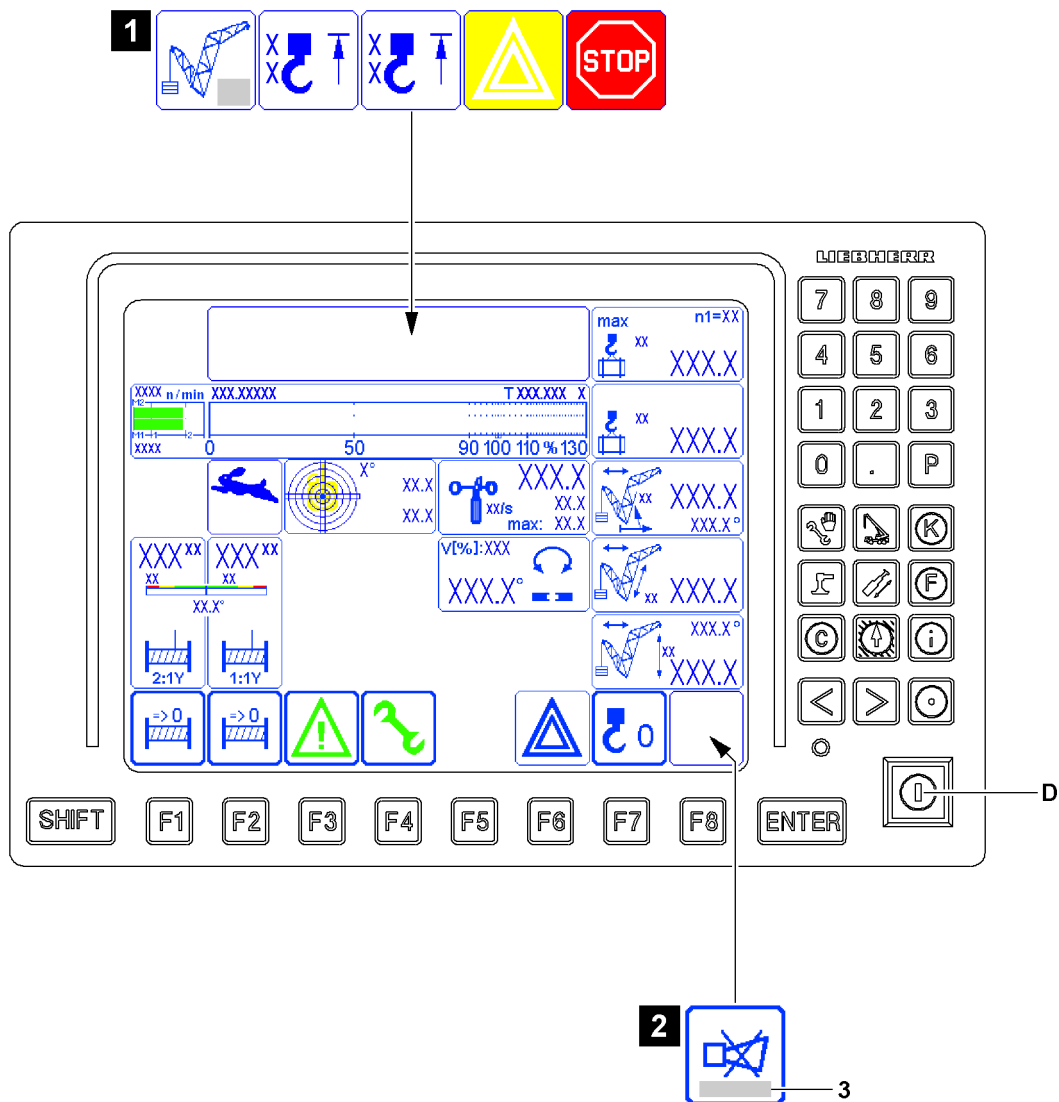 1
X
X
X
X
STOP
LIEBHERR
max n1=XX
XX
XXX.X
XXXX n/min XXX.XXXXX T XXX.XXX X
M2
M1 1 2
XXXX
0 50 90 100 110 % 130
XX
XXX.X
X°
XX.X
XX.X
XXX.X
XX/s XX.X
max: XX.X
XX
XXX.X
XXX.X°
XXX XX XXX XX
XX XX
XX.X°
2:1Y 1:1Y
V[%]:XXX
XXX.X°
XX XXX.X
XXX.X°
XX
XXX.X
=>0 =>0 ! 0
7 8 9
4 5 6
1 2 3
0 . P
K
F
C i
< >
D
SHIFT F1 F2 F3 F4 F5 F6 F7 F8 ENTER
2
3